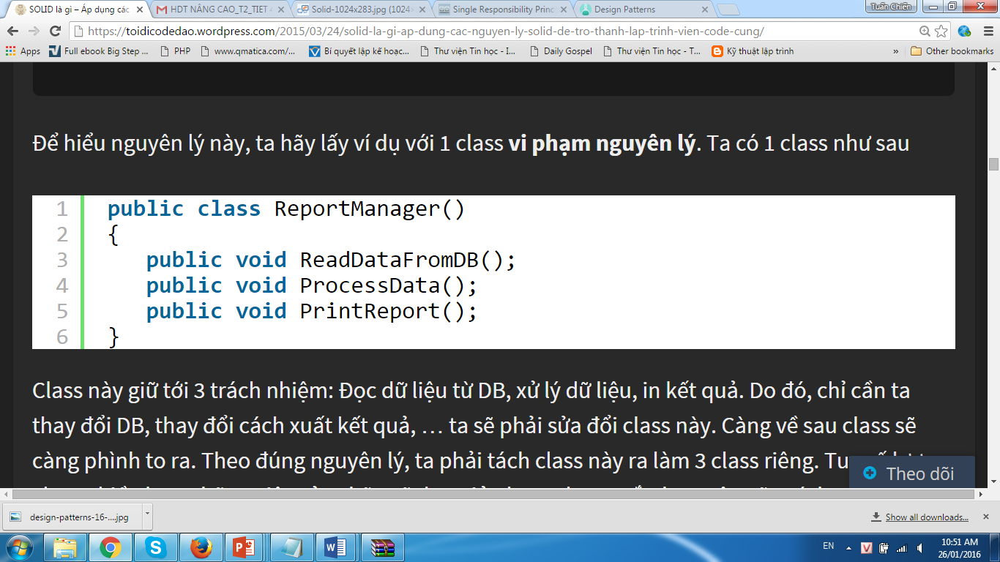 SOLID là gì – Áp dụng các
HDT NÂNG CAO_T2_TIET
Solid-1024x283.jpg (1024
Single Responsibility Princ
Design Patterns
Tuấn Chiến
https://toidicodedao.wordpress.com/2015/03/24/solid-la-gi-ap-dung-cac-nguyen-ly-solid-de-tro-thanh-lap-trinh-vien-code-cung/
Apps
Full ebook Big Step ...
PHP
www.qmatica.com/...
Bí quyết lập kế hoạc...
Thư viện Tin học - I...
Daily Gospel
Thư viện Tin học - T...
Kỹ thuật lập trình
»
Other bookmarks
Để hiểu nguyên lý này, ta hãy lấy ví dụ với 1 class vi phạm nguyên lý. Ta có 1 class như sau
1 public class ReportManager()
2 {
3 public void ReadDataFromDB();
4 public void ProcessData();
5 public void PrintReport();
6 }
Class này giữ tới 3 trách nhiệm: Đọc dữ liệu từ DB, xử lý dữ liệu, in kết quả. Do đó, chỉ cần ta
thay đổi DB, thay đổi cách xuất kết quả, … ta sẽ phải sửa đổi class này. Càng về sau class sẽ
càng phình to ra. Theo đúng nguyên lý, ta phải tách class này ra làm 3 class riêng. Tuy
Theo dõi
design-patterns-16-....jpg
Show all downloads...
EN
10:51 AM
26/01/2016